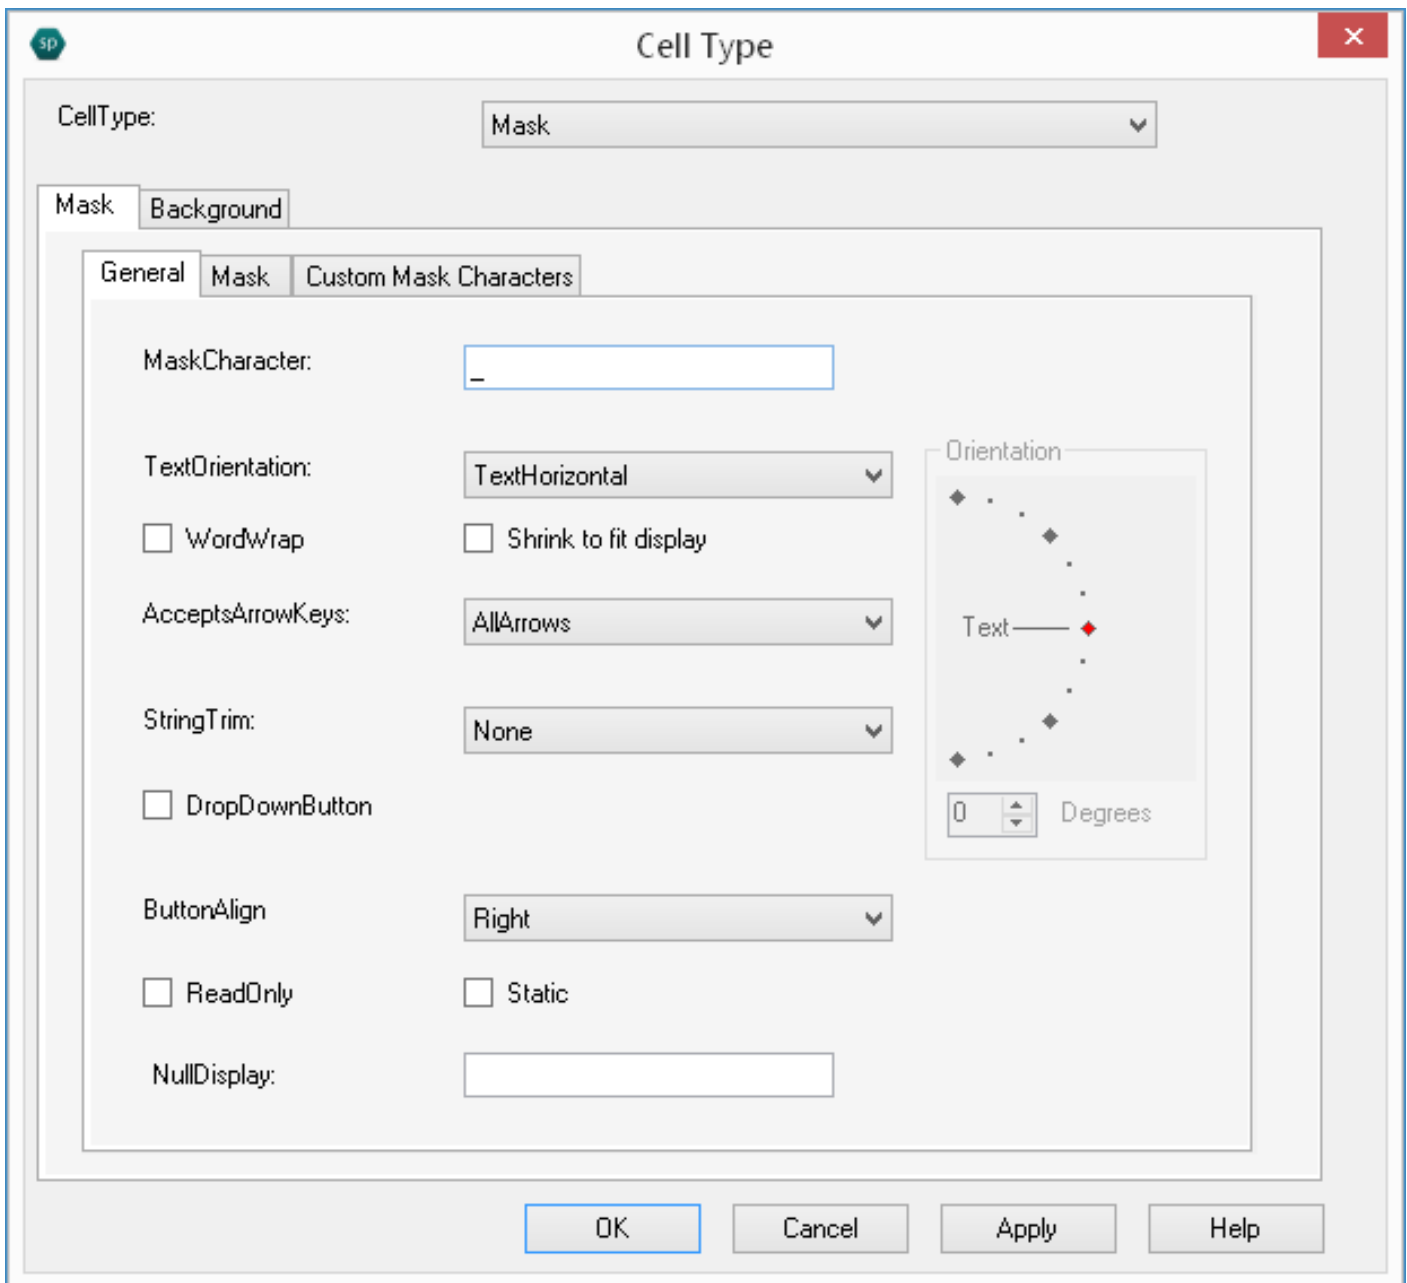 sp
Cell Type
CellType:
Mask
Mask
Background
General
Mask
Custom Mask Characters
MaskCharacter:
_
TextOrientation:
TextHorizontal
Orientation
WordWrap
Shrink to fit display
AcceptsArrowKeys:
AllArrows
Text
StringTrim:
None
DropDownButton
0
Degrees
ButtonAlign
Right
ReadOnly
Static
NullDisplay:
OK
Cancel
Apply
Help